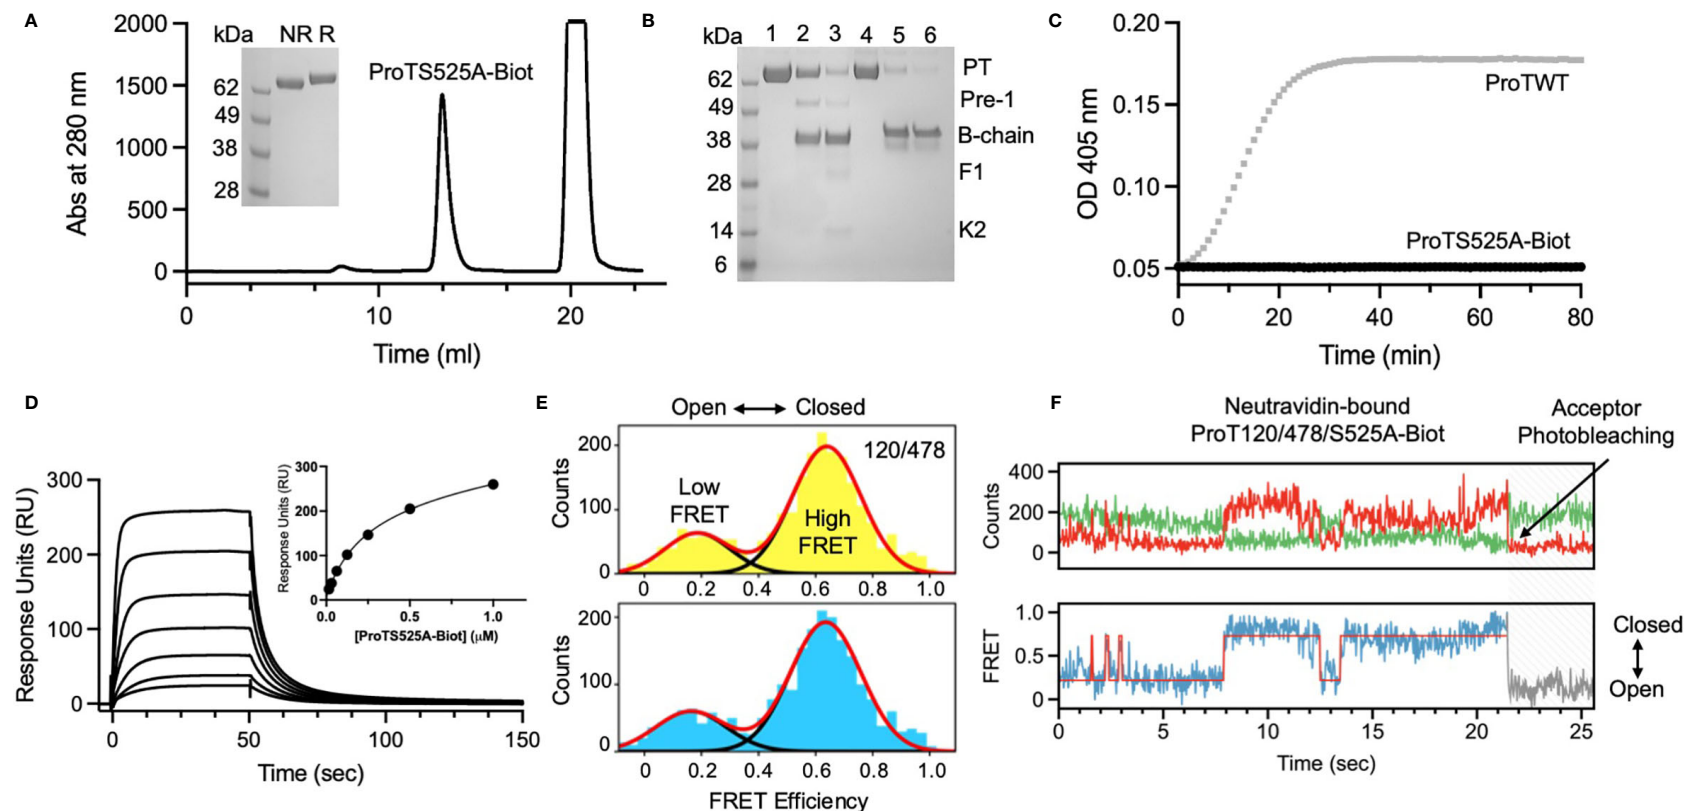 A
2000
1500
1000
500
0
Abs at 280 nm
kDa NR R
62
49
38
28
ProTS525A-Biot
0 10 20
Time (ml)
B
kDa 1 2 3 4 5 6
62
49
38
28
14
6
PT
Pre-1
B-chain
F1
K2
C
0.20
0.15
0.10
0.05
OD 405 nm
ProTWT
ProTS525A-Biot
0 20 40 60 80
Time (min)
D
300
200
100
0
Response Units (RU)
0 50 100 150
Time (sec)
300
200
100
0
Response Units (RU)
0.0 0.5 1.0
[ProTS525A-Biot] (μM)
E
Open Closed
200
100
0
Counts
120/478
Low
FRET
High
FRET
0 0.2 0.4 0.6 0.8 1.0
200
100
0
Counts
0 0.2 0.4 0.6 0.8 1.0
FRET Efficiency
F
Neutravidin-bound
ProT120/478/S525A-Biot
Acceptor
Photobleaching
400
200
0
Counts
1.0
0.5
0
FRET
Closed
Open
0 5 10 15 20 25
Time (sec)